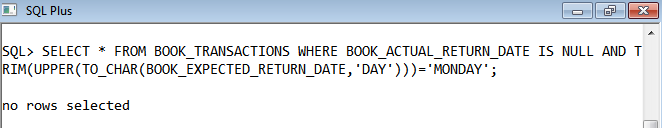 SQL Plus
SQL> SELECT * FROM BOOK_TRANSACTIONS WHERE BOOK_ACTUAL_RETURN_DATE IS NULL AND T
RIM(UPPER(TO_CHAR(BOOK_EXPECTED_RETURN_DATE,'DAY')))='MONDAY';
no rows selected